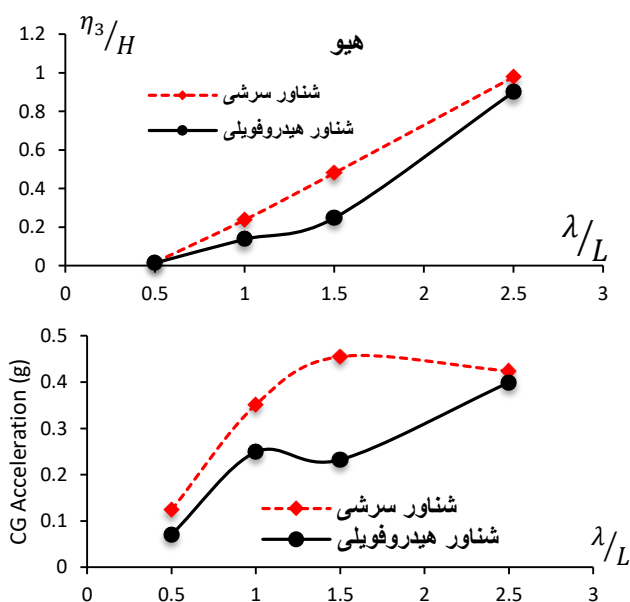 η₃/H
هیو
1.2
1
0.8
0.6
0.4
0.2
0
شناور سرشی
شناور هیدروفویلی
λ/L
0 0.5 1 1.5 2 2.5 3
CG Acceleration (g)
0.5
0.4
0.3
0.2
0.1
0
شناور سرشی
شناور هیدروفویلی
λ/L
0 0.5 1 1.5 2 2.5 3